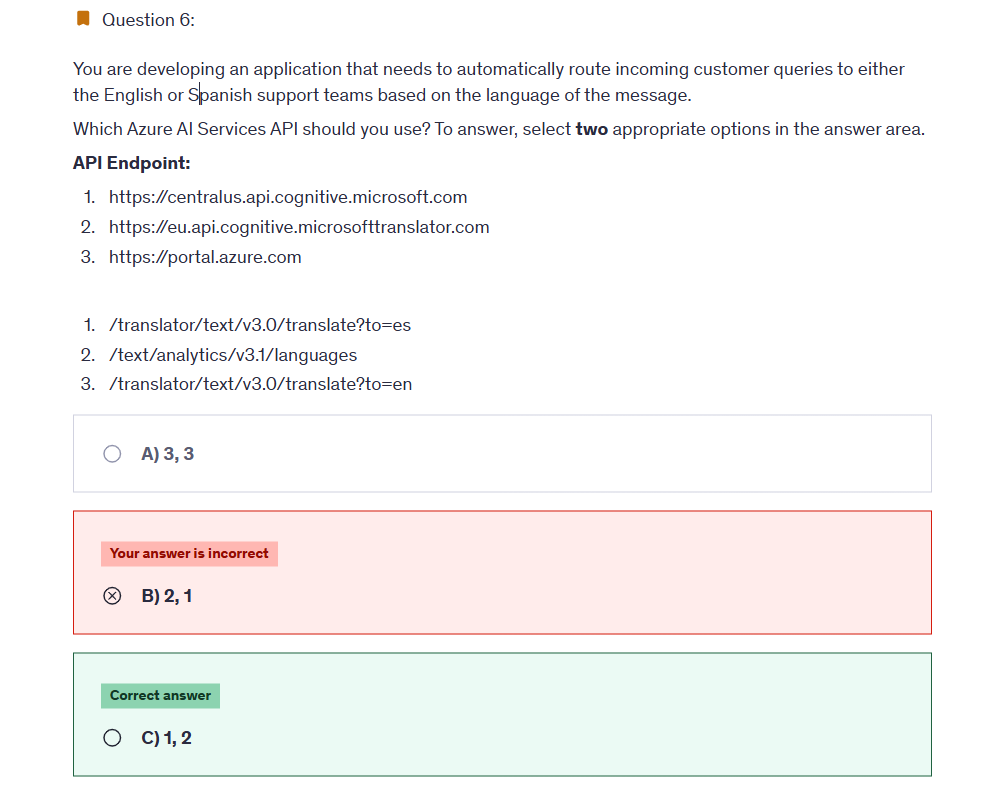 Question 6:
You are developing an application that needs to automatically route incoming customer queries to either
the English or Spanish support teams based on the language of the message.
Which Azure AI Services API should you use? To answer, select two appropriate options in the answer area.
API Endpoint:
1. https://centralus.api.cognitive.microsoft.com
2. https://eu.api.cognitive.microsofttranslator.com
3. https://portal.azure.com
1. /translator/text/v3.0/translate?to=es
2. /text/analytics/v3.1/languages
3. /translator/text/v3.0/translate?to=en
A) 3, 3
Your answer is incorrect
B) 2, 1
Correct answer
C) 1, 2